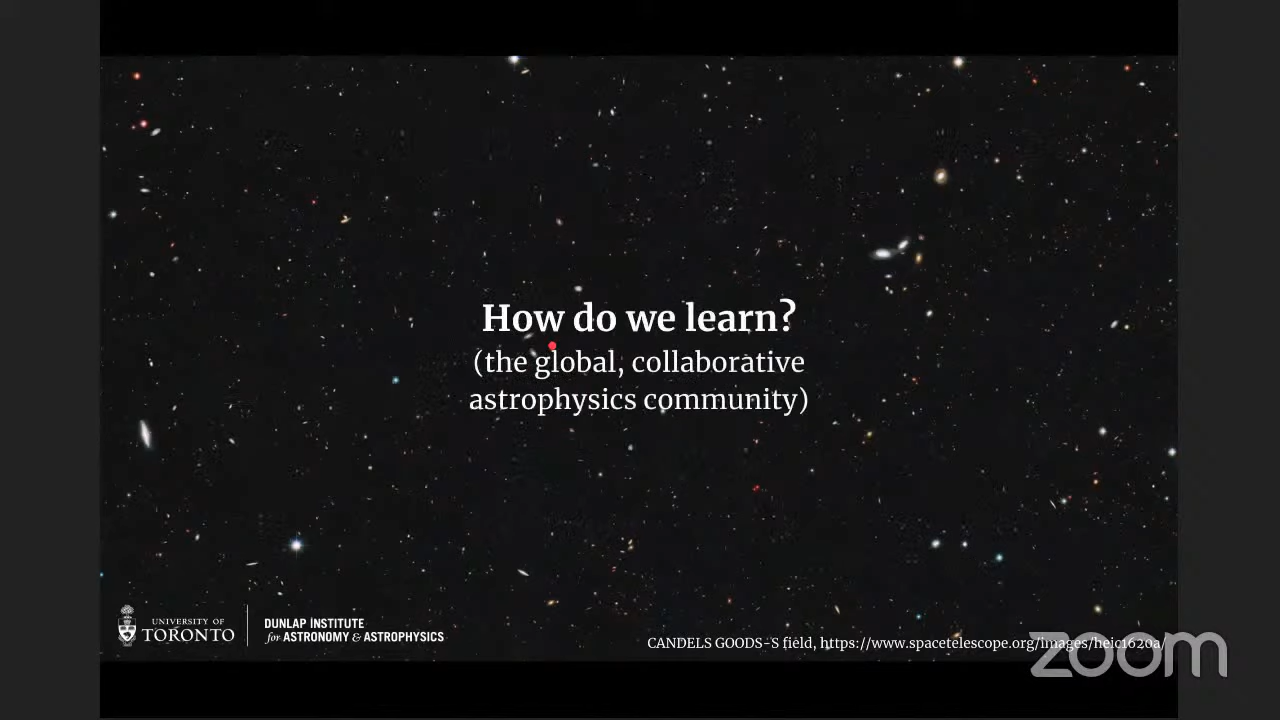 How do we learn?
(the global, collaborative
astrophysics community)
UNIVERSITY OF
TORONTO
DUNLAP INSTITUTE
for ASTRONOMY & ASTROPHYSICS
CANDELS GOODS-S field, https://www.spacetelescope.org/images/heic1620a/
zoom